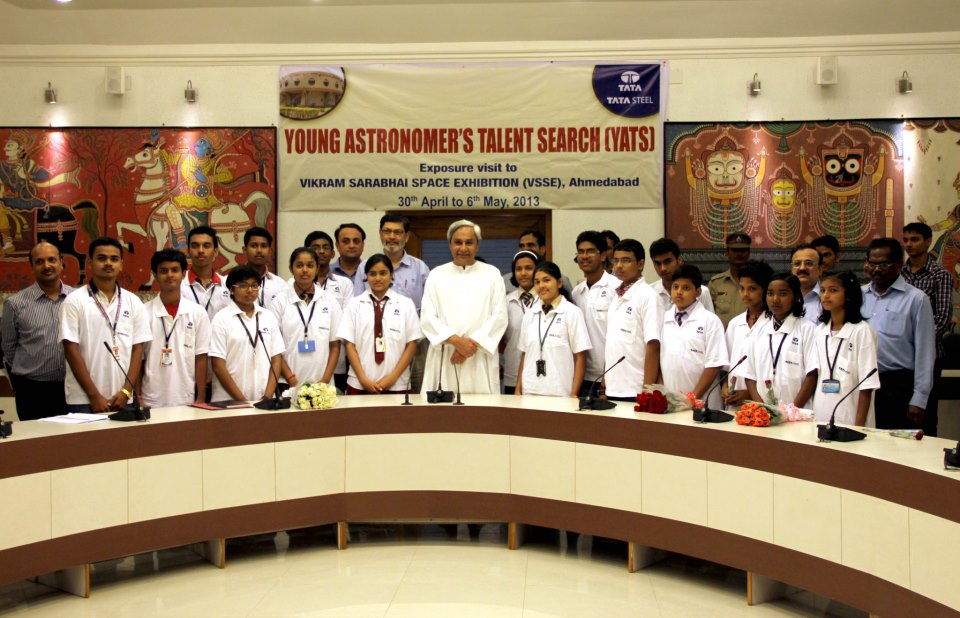 TATA
TATA STEEL
YOUNG ASTRONOMER'S TALENT SEARCH (YATS)
Exposure visit to
VIKRAM SARABHAI SPACE EXHIBITION (VSSE), Ahmedabad
30th April to 6th May, 2013